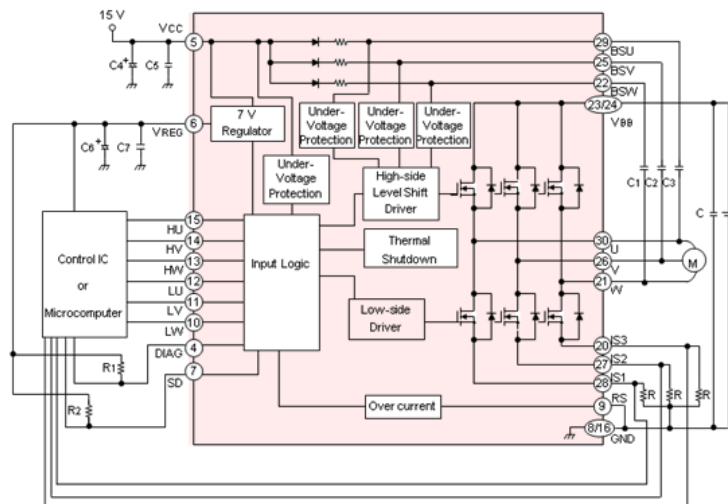 15 V
VCC
5
C4+
C5
29
BSU
25
BSV
22
BSW
23/24
VBB
VREG
6
7 V
Regulator
Under-
Voltage
Protection
Under-
Voltage
Protection
Under-
Voltage
Protection
C6+
C7
Under-
Voltage
Protection
High-side
Level Shift
Driver
C1
C2
C3
C
Control IC
or
Microcomputer
15
HU
14
HV
13
HW
12
LU
11
LV
10
LW
4
DIAG
7
SD
R1
R2
Input Logic
Thermal
Shutdown
Low-side
Driver
Over current
30
U
26
V
21
W
M
20
IS3
27
IS2
28
IS1
R
R
R
9
RS
8/16
GND